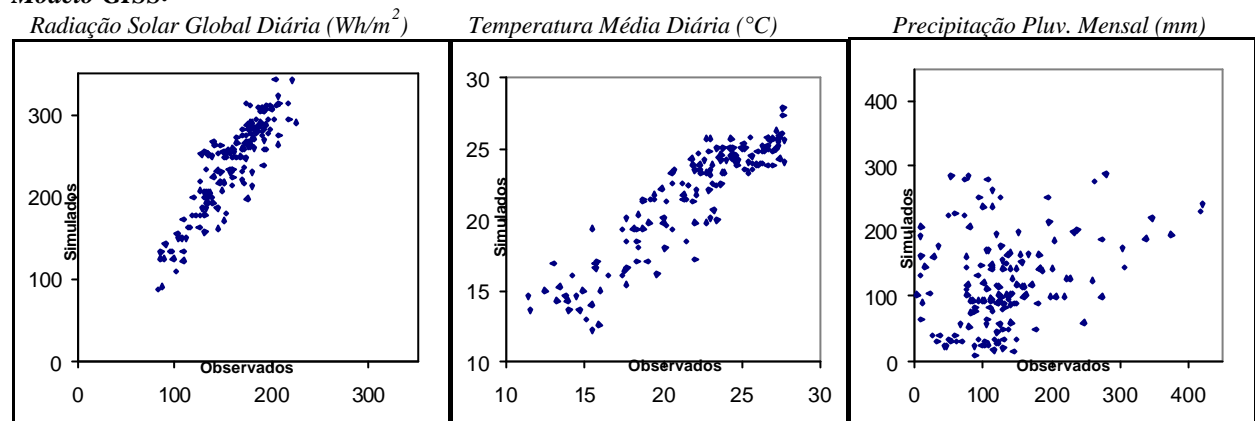 Modelo GISS:
Radiação Solar Global Diária (Wh/m²)
Temperatura Média Diária (°C)
Precipitação Pluv. Mensal (mm)
300
200
100
0
Simulados
Observados
0 100 200 300
30
25
20
15
10
Simulados
Observados
10 15 20 25 30
400
300
200
100
0
Simulados
Observados
0 100 200 300 400